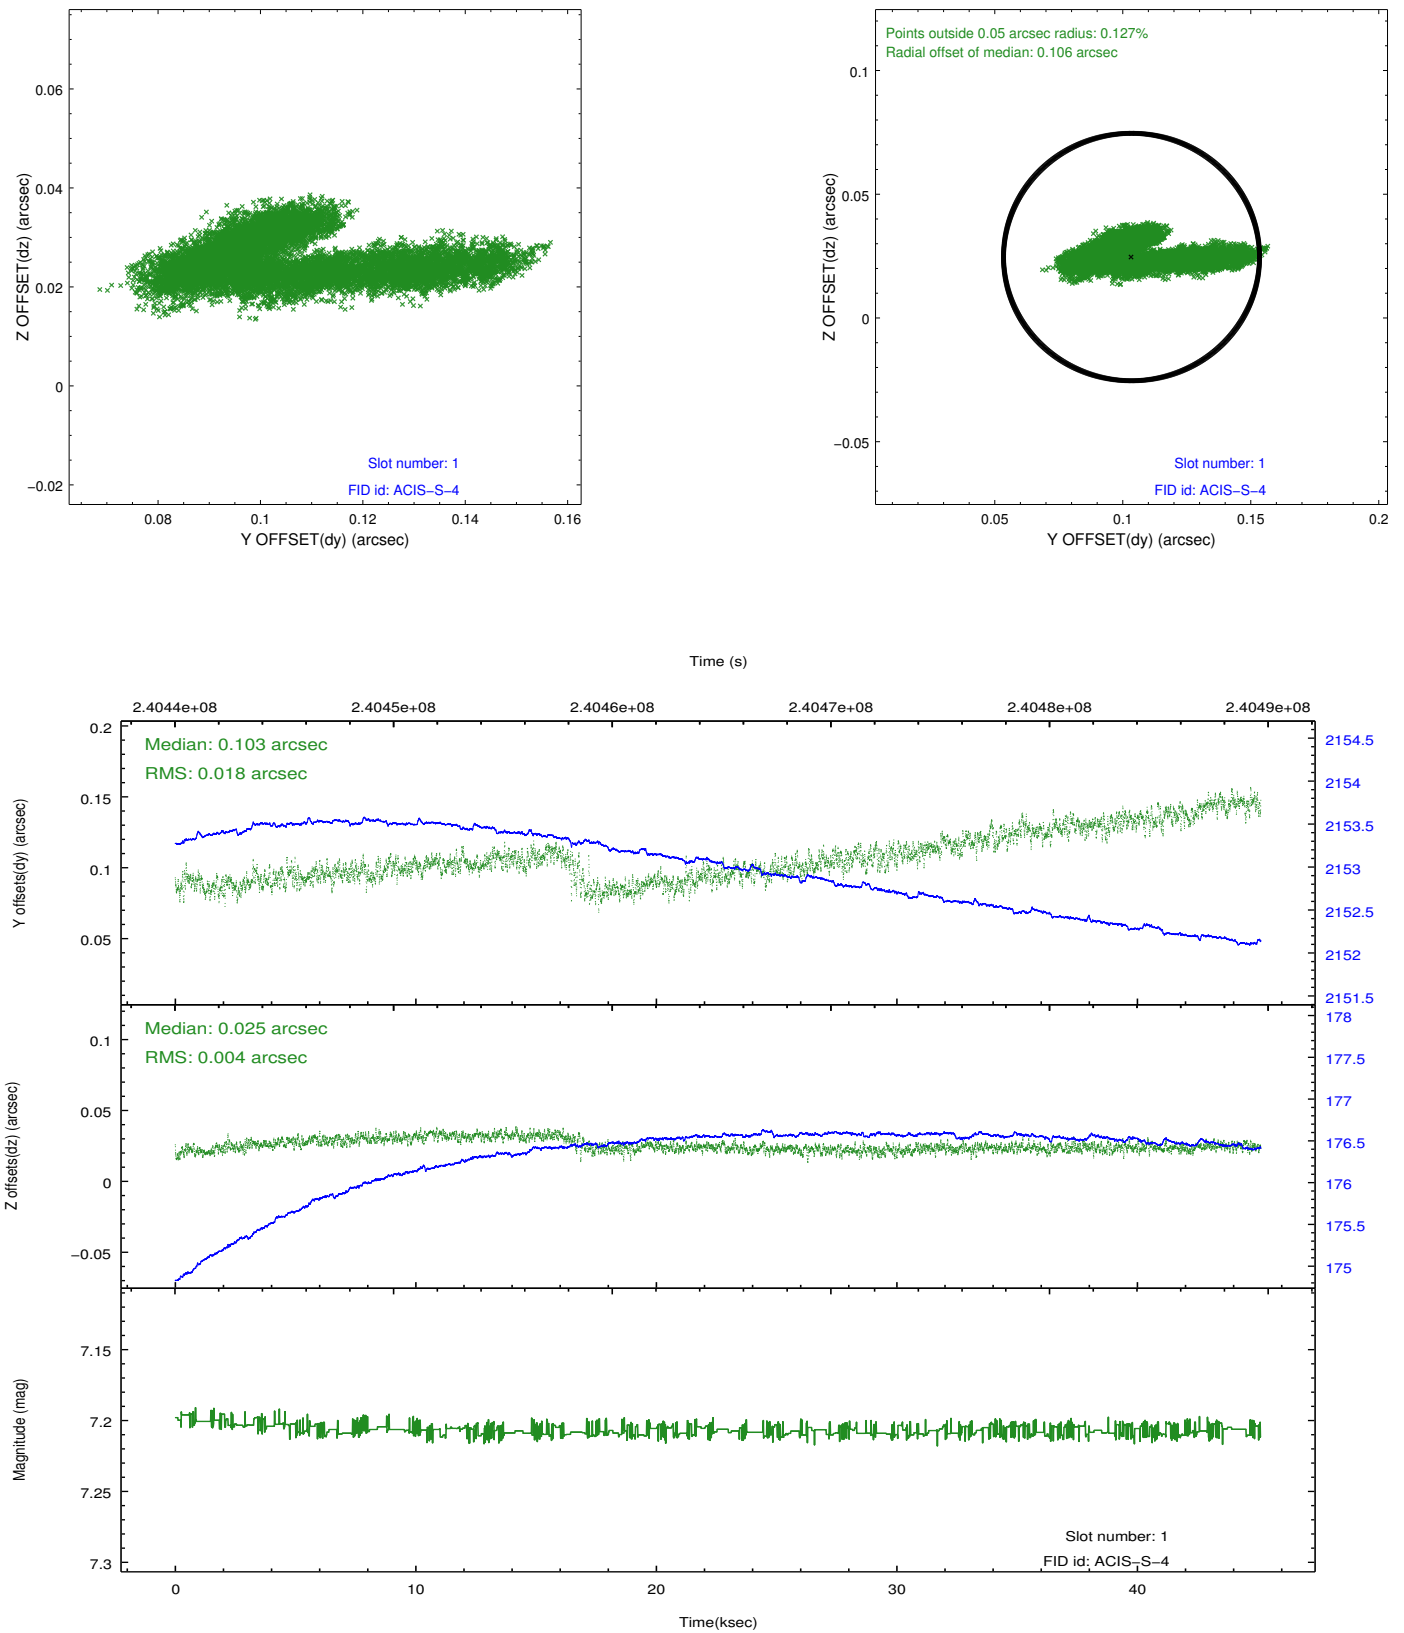 0.06
0.04
0.02
0
−0.02
Z OFFSET(dz) (arcsec)
Slot number: 1
FID id: ACIS−S−4
0.08 0.1 0.12 0.14 0.16
Y OFFSET(dy) (arcsec)
Points outside 0.05 arcsec radius: 0.127%
Radial offset of median: 0.106 arcsec
0.1
0.05
0
−0.05
Z OFFSET(dz) (arcsec)
Slot number: 1
FID id: ACIS−S−4
0.05 0.1 0.15 0.2
Y OFFSET(dy) (arcsec)
Time (s)
2.4044e+08 2.4045e+08 2.4046e+08 2.4047e+08 2.4048e+08 2.4049e+08
Median: 0.103 arcsec
RMS: 0.018 arcsec
0.2
0.15
0.1
0.05
Y offsets(dy) (arcsec)
2154.5
2154
2153.5
2153
2152.5
2152
2151.5
Median: 0.025 arcsec
RMS: 0.004 arcsec
0.1
0.05
0
−0.05
Z offsets(dz) (arcsec)
178
177.5
177
176.5
176
175.5
175
7.15
7.2
7.25
7.3
Magnitude (mag)
Slot number: 1
FID id: ACIS−S−4
0 10 20 30 40
Time(ksec)